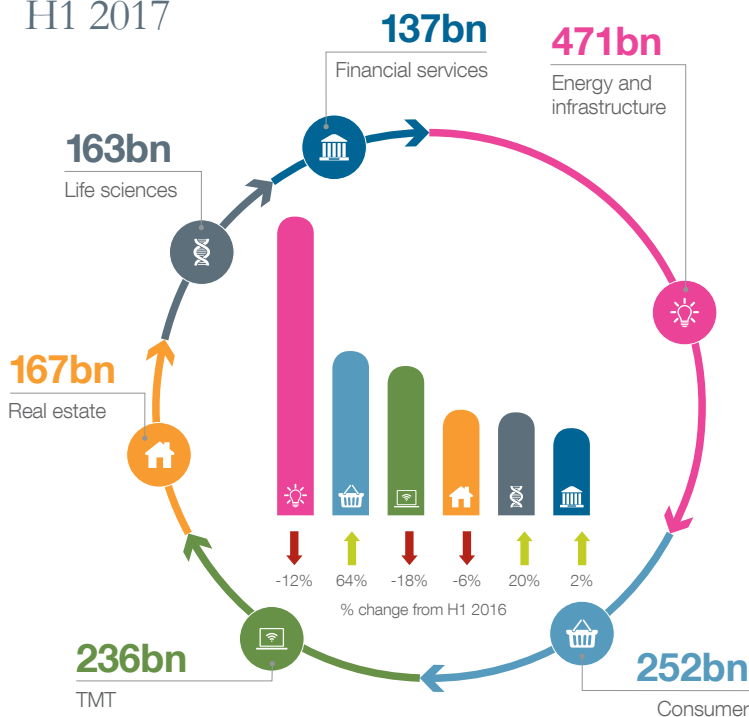 H1 2017
137bn
Financial services
471bn
Energy and
infrastructure
163bn
Life sciences
167bn
Real estate
-12% 64% -18% -6% 20% 2%
% change from H1 2016
236bn
TMT
252bn
Consumer